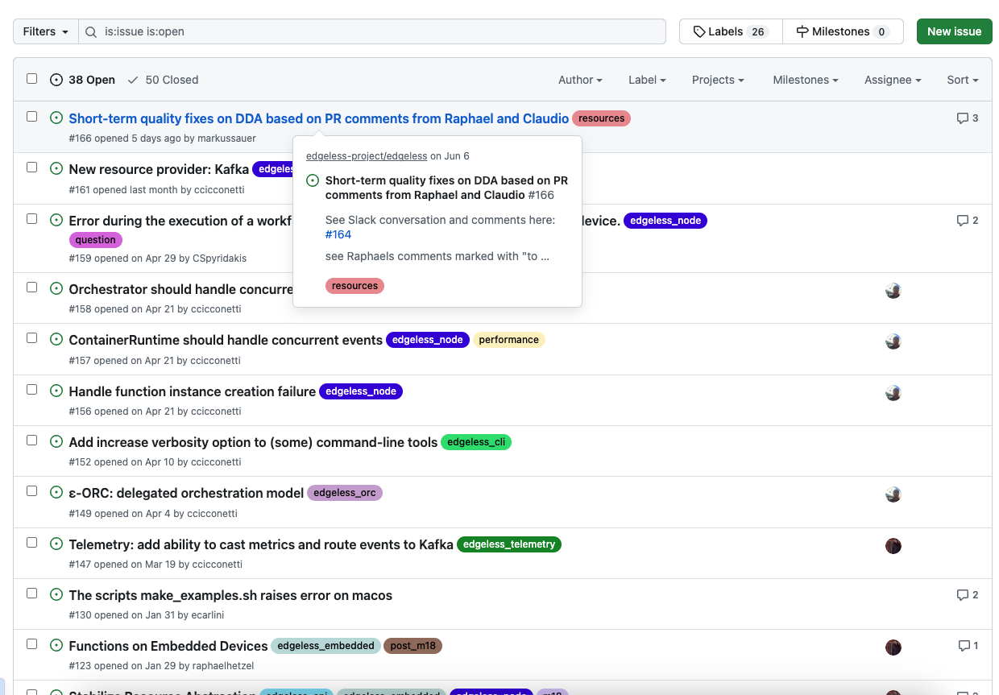 Filters
is:issue is:open
Labels 26
Milestones 0
New issue
38 Open
50 Closed
Author
Label
Projects
Milestones
Assignee
Sort
Short-term quality fixes on DDA based on PR comments from Raphael and Claudio resources
3
#166 opened 5 days ago by markussauer
edgeless-project/edgeless on Jun 6
Short-term quality fixes on DDA based on PR
comments from Raphael and Claudio #166
See Slack conversation and comments here:
#164
see Raphaels comments marked with "to ...
resources
New resource provider: Kafka
#161 opened last month by ccicconetti
Error during the execution of a
device. edgeless_node
2
question
#159 opened on Apr 29 by CSpyridakis
Orchestrator should handle
#158 opened on Apr 21 by ccicconetti
ContainerRuntime should handle concurrent events edgeless_node performance
#157 opened on Apr 21 by ccicconetti
Handle function instance creation failure edgeless_node
#156 opened on Apr 21 by ccicconetti
Add increase verbosity option to (some) command-line tools edgeless_cli
#152 opened on Apr 10 by ccicconetti
ε-ORC: delegated orchestration model edgeless_orc
#149 opened on Apr 4 by ccicconetti
Telemetry: add ability to cast metrics and route events to Kafka edgeless_telemetry
#147 opened on Mar 19 by ccicconetti
The scripts make_examples.sh raises error on macos
2
#130 opened on Jan 31 by ecarlini
Functions on Embedded Devices edgeless_embedded post_m18
1
#123 opened on Jan 29 by raphaelhetzel
Stabilize Resource Abstraction edgeless_api edgeless_embedded edgeless_node m18